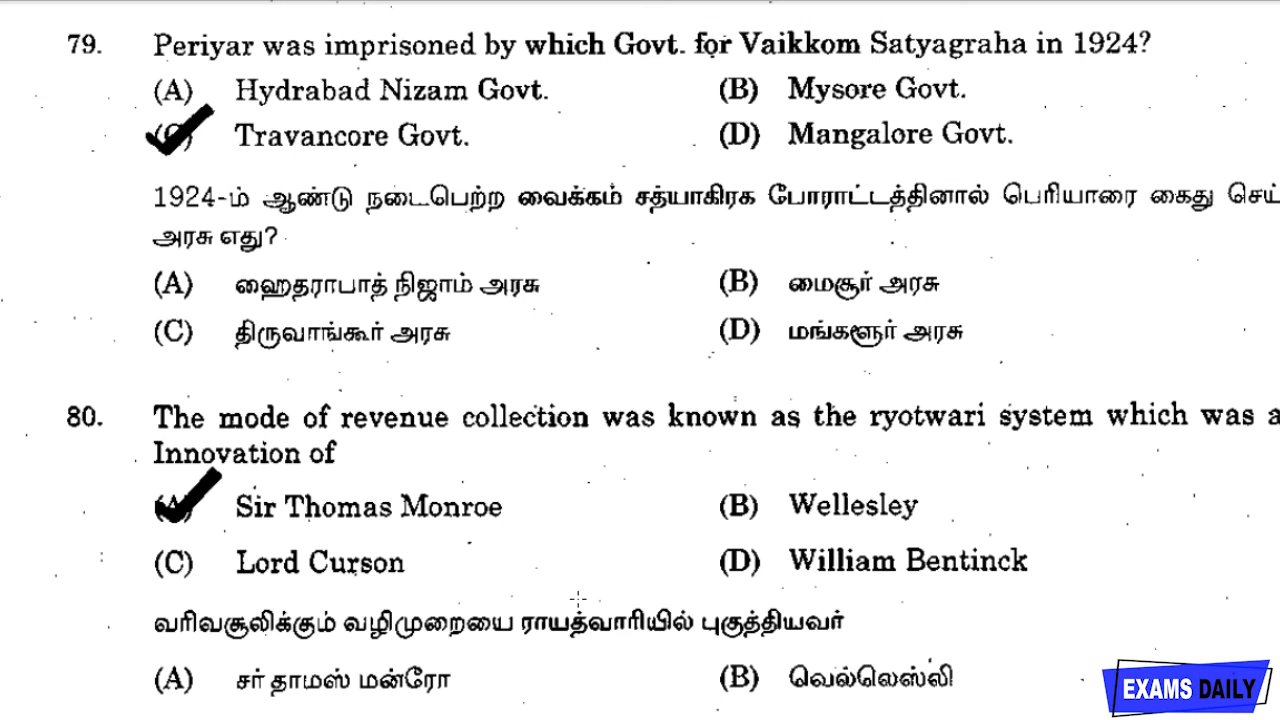 79. Periyar was imprisoned by which Govt. for Vaikkom Satyagraha in 1924?
(A) Hydrabad Nizam Govt. (B) Mysore Govt.
(C) Travancore Govt. (D) Mangalore Govt.
1924-ம் ஆண்டு நடைபெற்ற வைக்கம் சத்யாகிரக போராட்டத்தினால் பெரியாரை கைது செய்
அரசு எது?
(A) ஹைதராபாத் நிஜாம் அரசு (B) மைசூர் அரசு
(C) திருவாங்கூர் அரசு (D) மங்களூர் அரசு
80. The mode of revenue collection was known as the ryotwari system which was a
Innovation of
(A) Sir Thomas Monroe (B) Wellesley
(C) Lord Curson (D) William Bentinck
வரிவசூலிக்கும் வழிமுறையை ராயத்வாரியில் புகுத்தியவர்
(A) சர் தாமஸ் மன்ரோ (B) வெல்லெஸ்லி
EXAMS DAILY